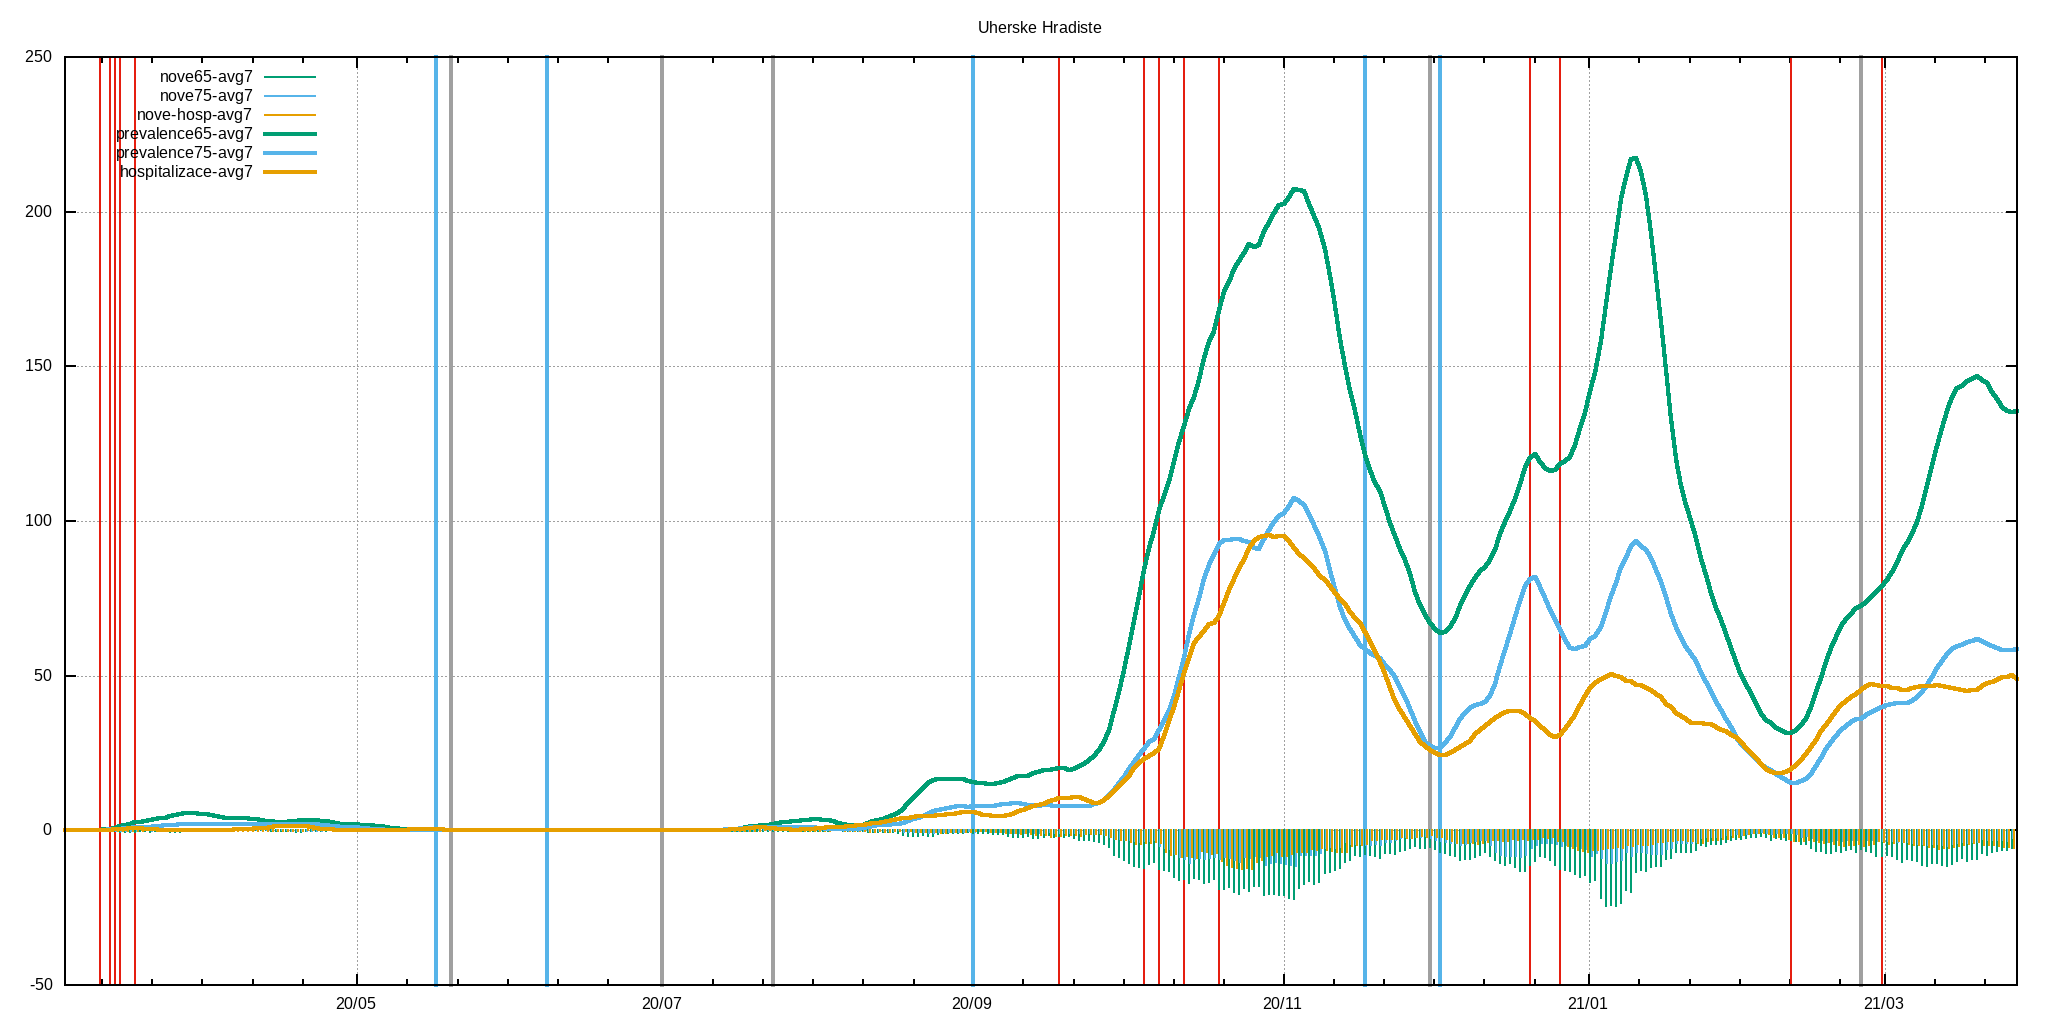 Uherske Hradiste
250
nove65-avg7
nove75-avg7
nove-hosp-avg7
prevalence65-avg7
prevalence75-avg7
hospitalizace-avg7
200
150
100
50
0
-50
20/05 20/07 20/09 20/11 21/01 21/03